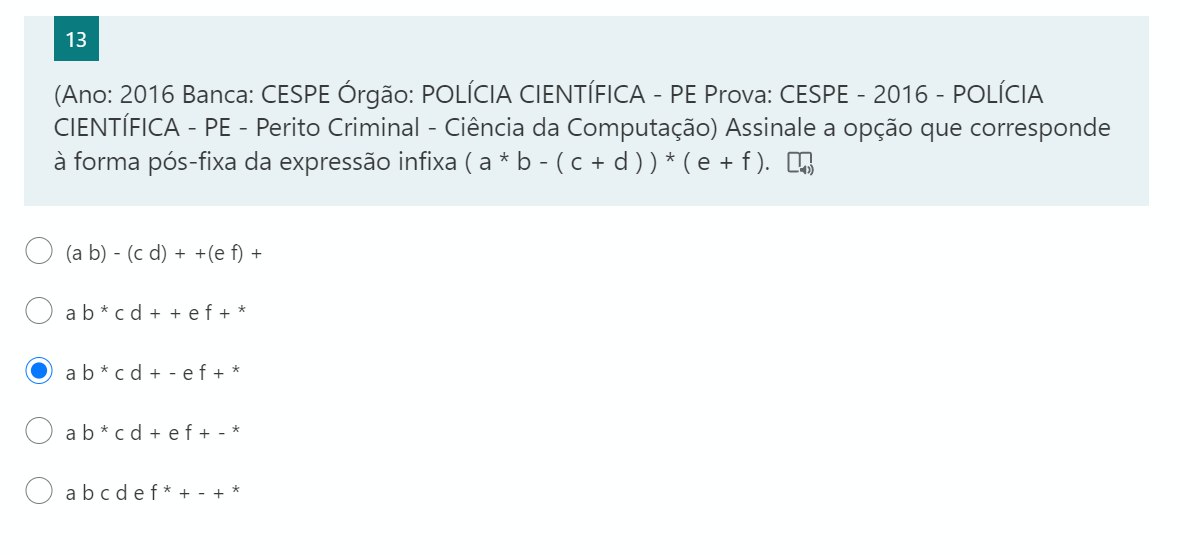 13
(Ano: 2016 Banca: CESPE Órgão: POLÍCIA CIENTÍFICA - PE Prova: CESPE - 2016 - POLÍCIA
CIENTÍFICA - PE - Perito Criminal - Ciência da Computação) Assinale a opção que corresponde
à forma pós-fixa da expressão infixa ( a * b - ( c + d ) ) * ( e + f ).
(a b) - (c d) + +(e f) +
a b * c d + + e f + *
a b * c d + - e f + *
a b * c d + e f + - *
a b c d e f * + - + *